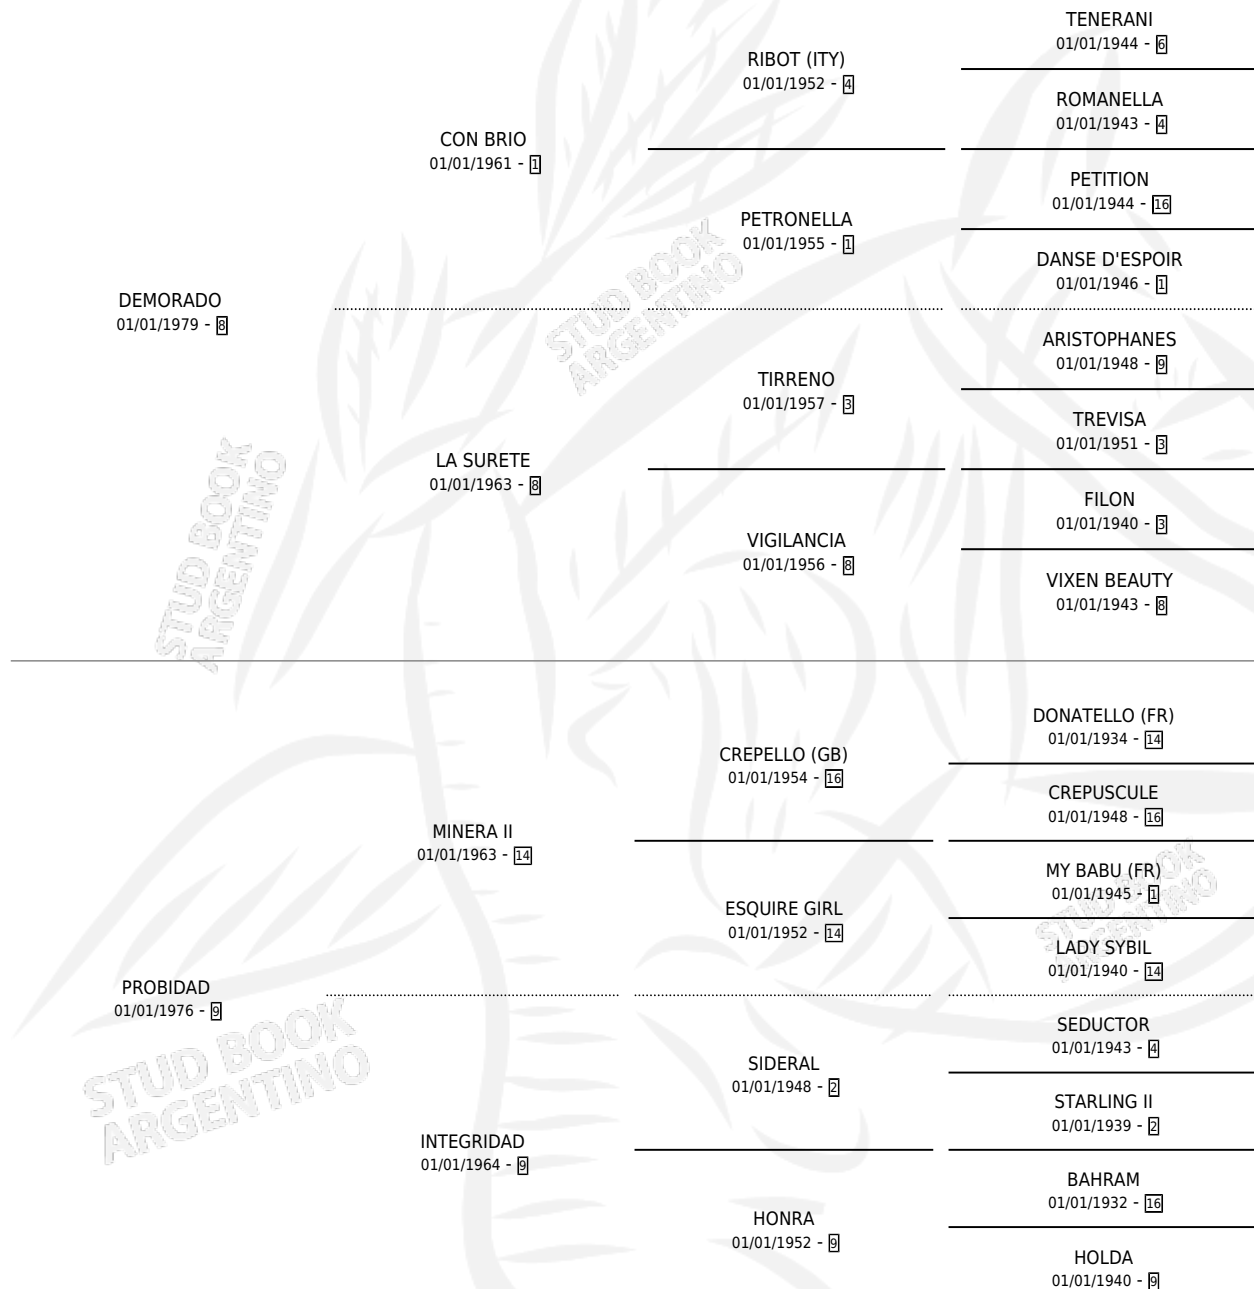 TENERANI
01/01/1944 - 6
RIBOT (ITY)
01/01/1952 - 4
ROMANELLA
01/01/1943 - 4
CON BRIO
01/01/1961 - 1
PETITION
01/01/1944 - 16
PETRONELLA
01/01/1955 - 1
DANSE D'ESPOIR
01/01/1946 - 1
DEMORADO
01/01/1979 - 8
ARISTOPHANES
01/01/1948 - 9
TIRRENO
01/01/1957 - 3
TREVISA
01/01/1951 - 3
LA SURETE
01/01/1963 - 8
FILON
01/01/1940 - 3
VIGILANCIA
01/01/1956 - 8
VIXEN BEAUTY
01/01/1943 - 8
STUD BOOK
ARGENTINO
STUD BOOK
ARGENTINO
DONATELLO (FR)
01/01/1934 - 14
CREPELLO (GB)
01/01/1954 - 16
CREPUSCULE
01/01/1948 - 16
MINERA II
01/01/1963 - 14
MY BABU (FR)
01/01/1945 - 1
ESQUIRE GIRL
01/01/1952 - 14
LADY SYBIL
01/01/1940 - 14
PROBIDAD
01/01/1976 - 9
SEDUCTOR
01/01/1943 - 4
SIDERAL
01/01/1948 - 2
STARLING II
01/01/1939 - 2
INTEGRIDAD
01/01/1964 - 9
BAHRAM
01/01/1932 - 16
HONRA
01/01/1952 - 9
HOLDA
01/01/1940 - 9
STUD BOOK
ARGENTINO
STUD BOOK
ARGENTINO